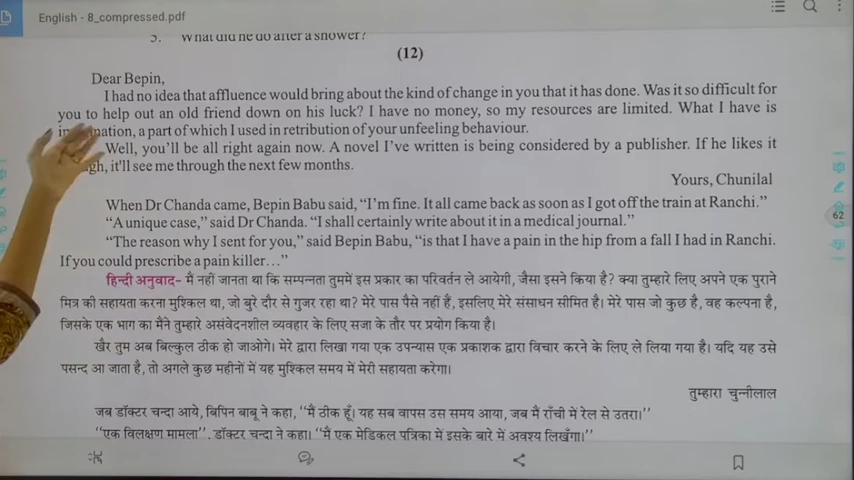 English - 8_compressed.pdf
5. What did he do after a shower?
(12)
Dear Bepin,
I had no idea that affluence would bring about the kind of change in you that it has done. Was it so difficult for
you to help out an old friend down on his luck? I have no money, so my resources are limited. What I have is
a part of which I used in retribution of your unfeeling behaviour.
Well, you'll be all right again now. A novel I've written is being considered by a publisher. If he likes it
it'll see me through the next few months.
Yours, Chunilal
When Dr Chanda came, Bepin Babu said, “I'm fine. It all came back as soon as I got off the train at Ranchi.”
“A unique case,” said Dr Chanda. “I shall certainly write about it in a medical journal.”
“The reason why I sent for you,” said Bepin Babu, “is that I have a pain in the hip from a fall I had in Ranchi.
If you could prescribe a pain killer…”
हिन्दी अनुवाद- मैं नहीं जानता था कि सम्पन्नता तुममें इस प्रकार का परिवर्तन ले आयेगी, जैसा इसने किया है? क्या तुम्हारे लिए अपने एक पुराने
मित्र की सहायता करना मुश्किल था, जो बुरे दौर से गुजर रहा था? मेरे पास पैसे नहीं हैं, इसलिए मेरे संसाधन सीमित है। मेरे पास जो कुछ है, वह कल्पना है,
जिसके एक भाग का मैंने तुम्हारे असंवेदनशील व्यवहार के लिए सजा के तौर पर प्रयोग किया है।
खैर तुम अब बिल्कुल ठीक हो जाओगे। मेरे द्वारा लिखा गया एक उपन्यास एक प्रकाशक द्वारा विचार करने के लिए ले लिया गया है। यदि यह उसे
पसन्द आ जाता है, तो अगले कुछ महीनों में यह मुश्किल समय में मेरी सहायता करेगा।
तुम्हारा चुन्नीलाल
जब डॉक्टर चन्दा आये, बिपिन बाबू ने कहा, “मैं ठीक हूँ। यह सब वापस उस समय आया, जब मैं राँची में रेल से उतरा।”
“एक विलक्षण मामला”, डॉक्टर चन्दा ने कहा। “मैं एक मेडिकल पत्रिका में इसके बारे में अवश्य लिखूँगा।”
62